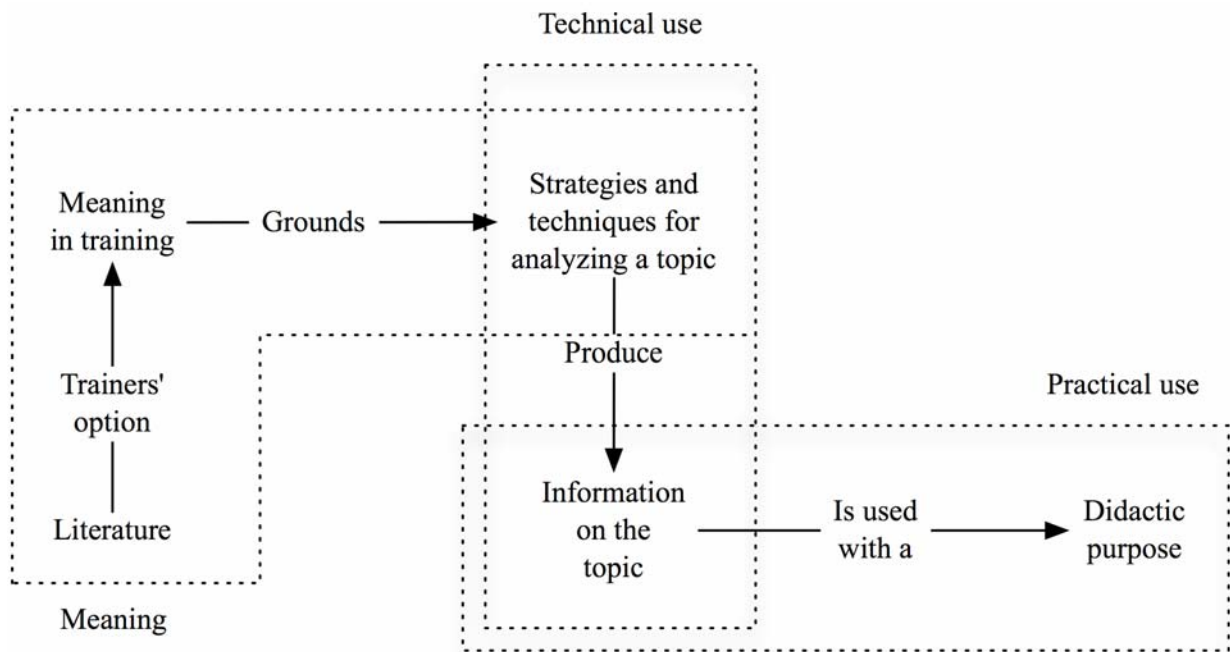 Technical use
Meaning
in training
Grounds
Strategies and
techniques for
analyzing a topic
Trainers'
option
Produce
Practical use
Literature
Information
on the
topic
Is used
with a
Didactic
purpose
Meaning